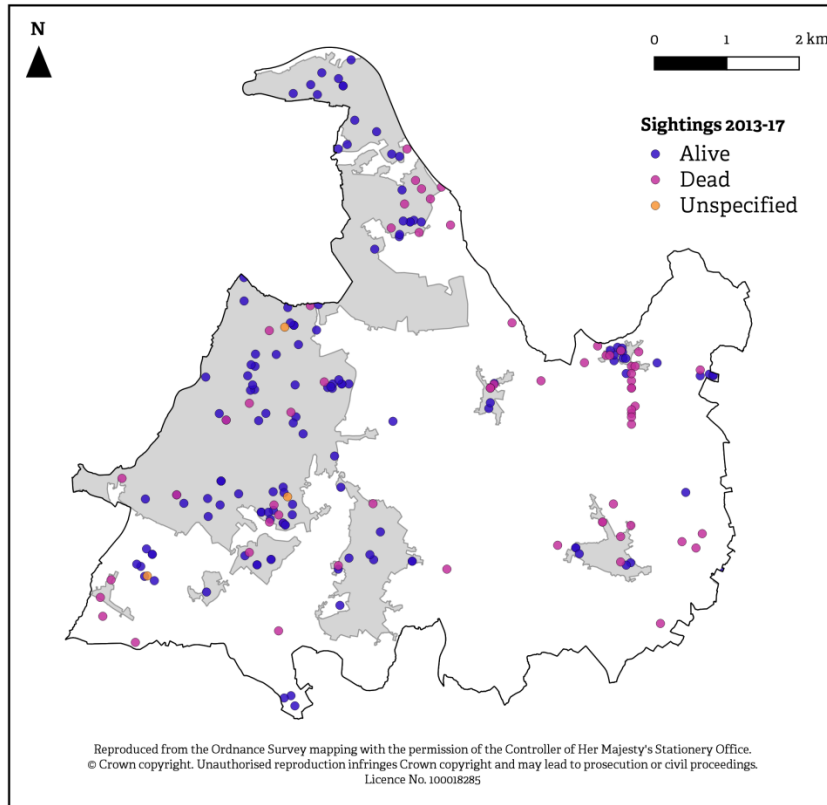 N
0 1 2 km
Sightings 2013-17
Alive
Dead
Unspecified
Reproduced from the Ordnance Survey mapping with the permission of the Controller of Her Majesty's Stationery Office.
© Crown copyright. Unauthorised reproduction infringes Crown copyright and may lead to prosecution or civil proceedings.
Licence No. 100018285